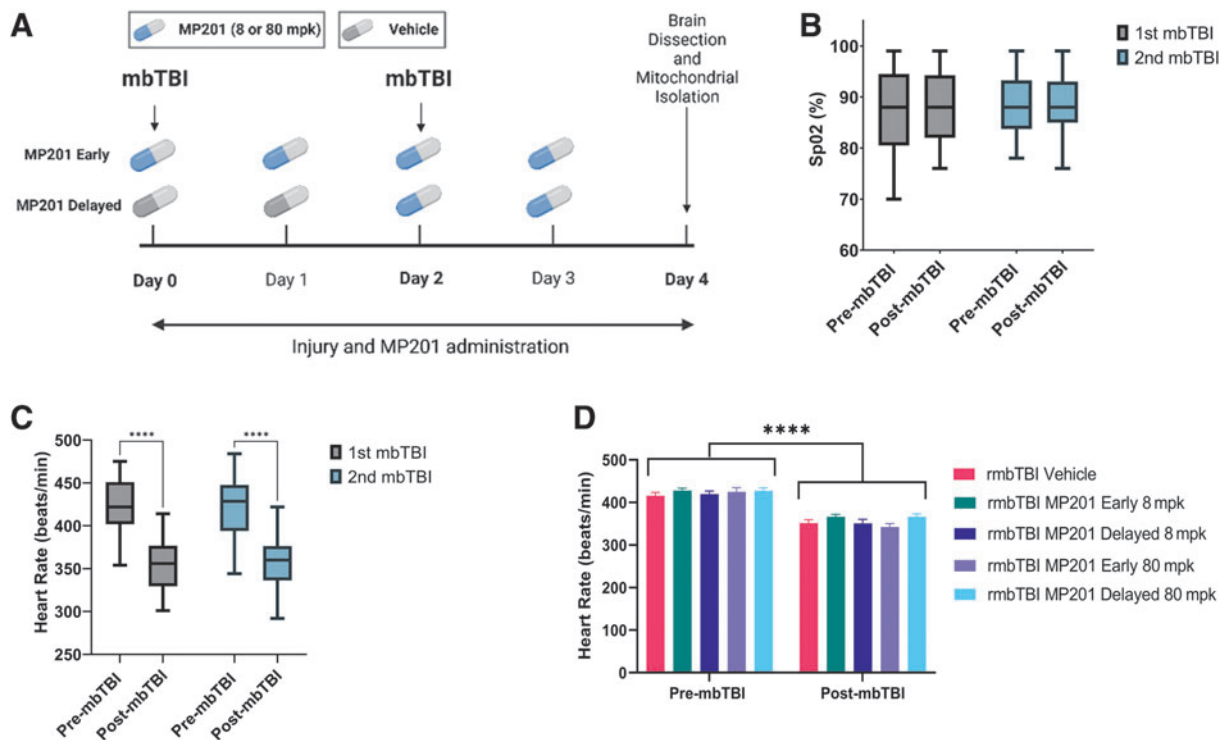 A
MP201 (8 or 80 mpk)
Vehicle
mbTBI
mbTBI
Brain
Dissection
and
Mitochondrial
Isolation
MP201 Early
MP201 Delayed
Day 0
Day 1
Day 2
Day 3
Day 4
Injury and MP201 administration
B
1st mbTBI
2nd mbTBI
Sp02 (%)
100
90
80
70
60
Pre-mbTBI
Post-mbTBI
Pre-mbTBI
Post-mbTBI
C
1st mbTBI
2nd mbTBI
Heart Rate (beats/min)
500
450
400
350
300
250
****
****
Pre-mbTBI
Post-mbTBI
Pre-mbTBI
Post-mbTBI
D
****
Heart Rate (beats/min)
500
400
300
200
100
0
Pre-mbTBI
Post-mbTBI
rmbTBI Vehicle
rmbTBI MP201 Early 8 mpk
rmbTBI MP201 Delayed 8 mpk
rmbTBI MP201 Early 80 mpk
rmbTBI MP201 Delayed 80 mpk